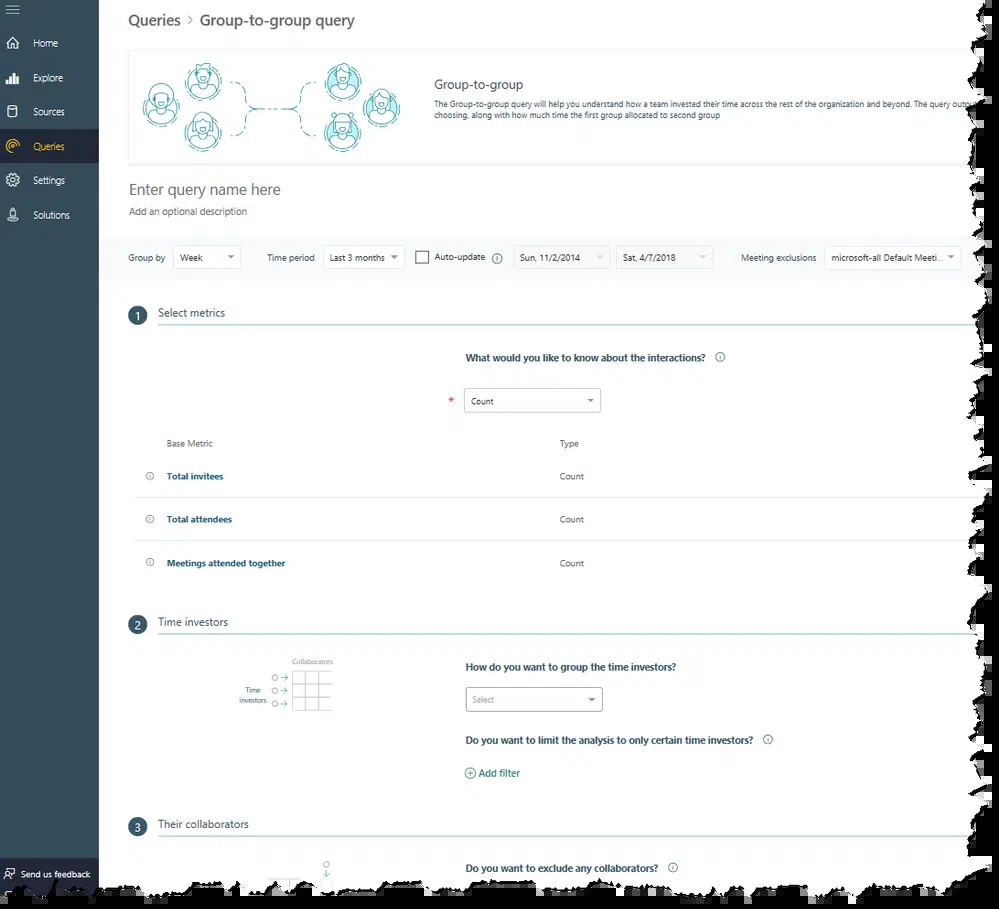 Queries > Group-to-group query
Home
Explore
Sources
Queries
Settings
Solutions
Send us feedback
Group-to-group
The Group-to-group query will help you understand how a team invested their time across the rest of the organization and beyond. The query
choosing, along with how much time the first group allocated to second group
Enter query name here
Add an optional description
Group by Week Time period Last 3 months Auto-update Sun, 11/2/2014 Sat, 4/7/2018 Meeting exclusions microsoft-all Default Meeti...
1 Select metrics
What would you like to know about the interactions?
* Count
Base Metric Type
Total invitees Count
Total attendees Count
Meetings attended together Count
2 Time investors
Collaborators
Time
investors
How do you want to group the time investors?
Select
Do you want to limit the analysis to only certain time investors?
Add filter
3 Their collaborators
Do you want to exclude any collaborators?